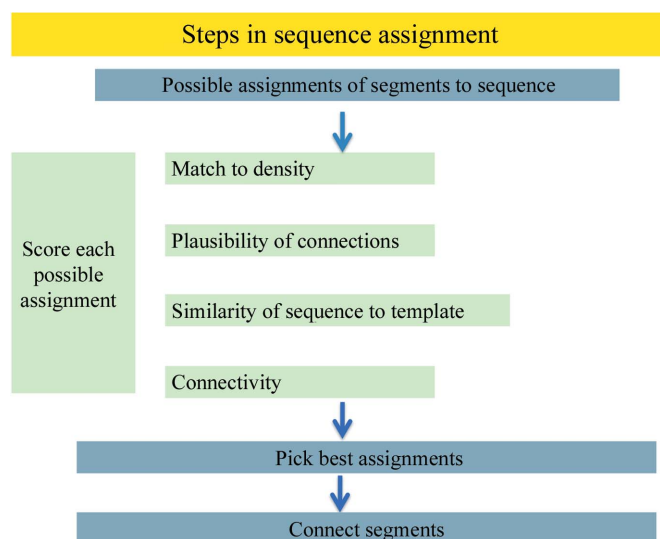 Steps in sequence assignment
Possible assignments of segments to sequence
Match to density
Plausibility of connections
Score each
possible
assignment
Similarity of sequence to template
Connectivity
Pick best assignments
Connect segments